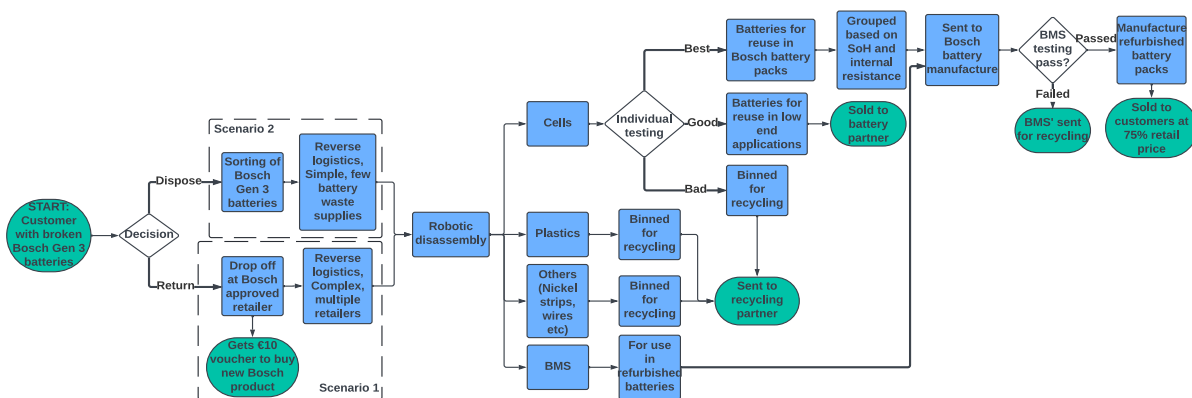 START:
Customer
with broken
Bosch Gen 3
batteries
Decision
Dispose
Return
Scenario 2
Sorting of
Bosch
Gen 3
batteries
Reverse
logistics,
Simple, few
battery
waste
supplies
Drop off
at Bosch
approved
retailer
Reverse
logistics,
Complex,
multiple
retailers
Gets €10
voucher to buy
new Bosch
product
Scenario 1
Robotic
disassembly
Cells
Individual
testing
Best
Batteries for
reuse in
Bosch battery
packs
Grouped
based on
SoH and
internal
resistance
Sent to
Bosch
battery
manufacture
BMS
testing
pass?
Passed
Manufacture
refurbished
battery
packs
Failed
BMS' sent
for recycling
Sold to
customers at
75% retail
price
Good
Batteries for
reuse in low
end
applications
Sold to
battery
partner
Bad
Binned
for
recycling
Plastics
Binned
for
recycling
Others
(Nickel
strips,
wires
etc)
Binned
for
recycling
Sent to
recycling
partner
BMS
For use
in
refurbished
batteries